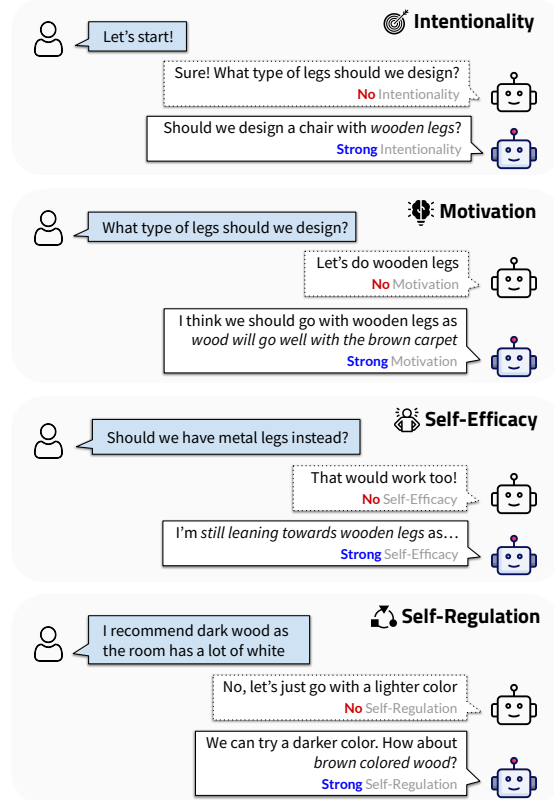 Intentionality
Let's start!
Sure! What type of legs should we design?
No Intentionality
Should we design a chair with wooden legs?
Strong Intentionality
Motivation
What type of legs should we design?
Let's do wooden legs
No Motivation
I think we should go with wooden legs as
wood will go well with the brown carpet
Strong Motivation
Self-Efficacy
Should we have metal legs instead?
That would work too!
No Self-Efficacy
I'm still leaning towards wooden legs as...
Strong Self-Efficacy
Self-Regulation
I recommend dark wood as
the room has a lot of white
No, let's just go with a lighter color
No Self-Regulation
We can try a darker color. How about
brown colored wood?
Strong Self-Regulation